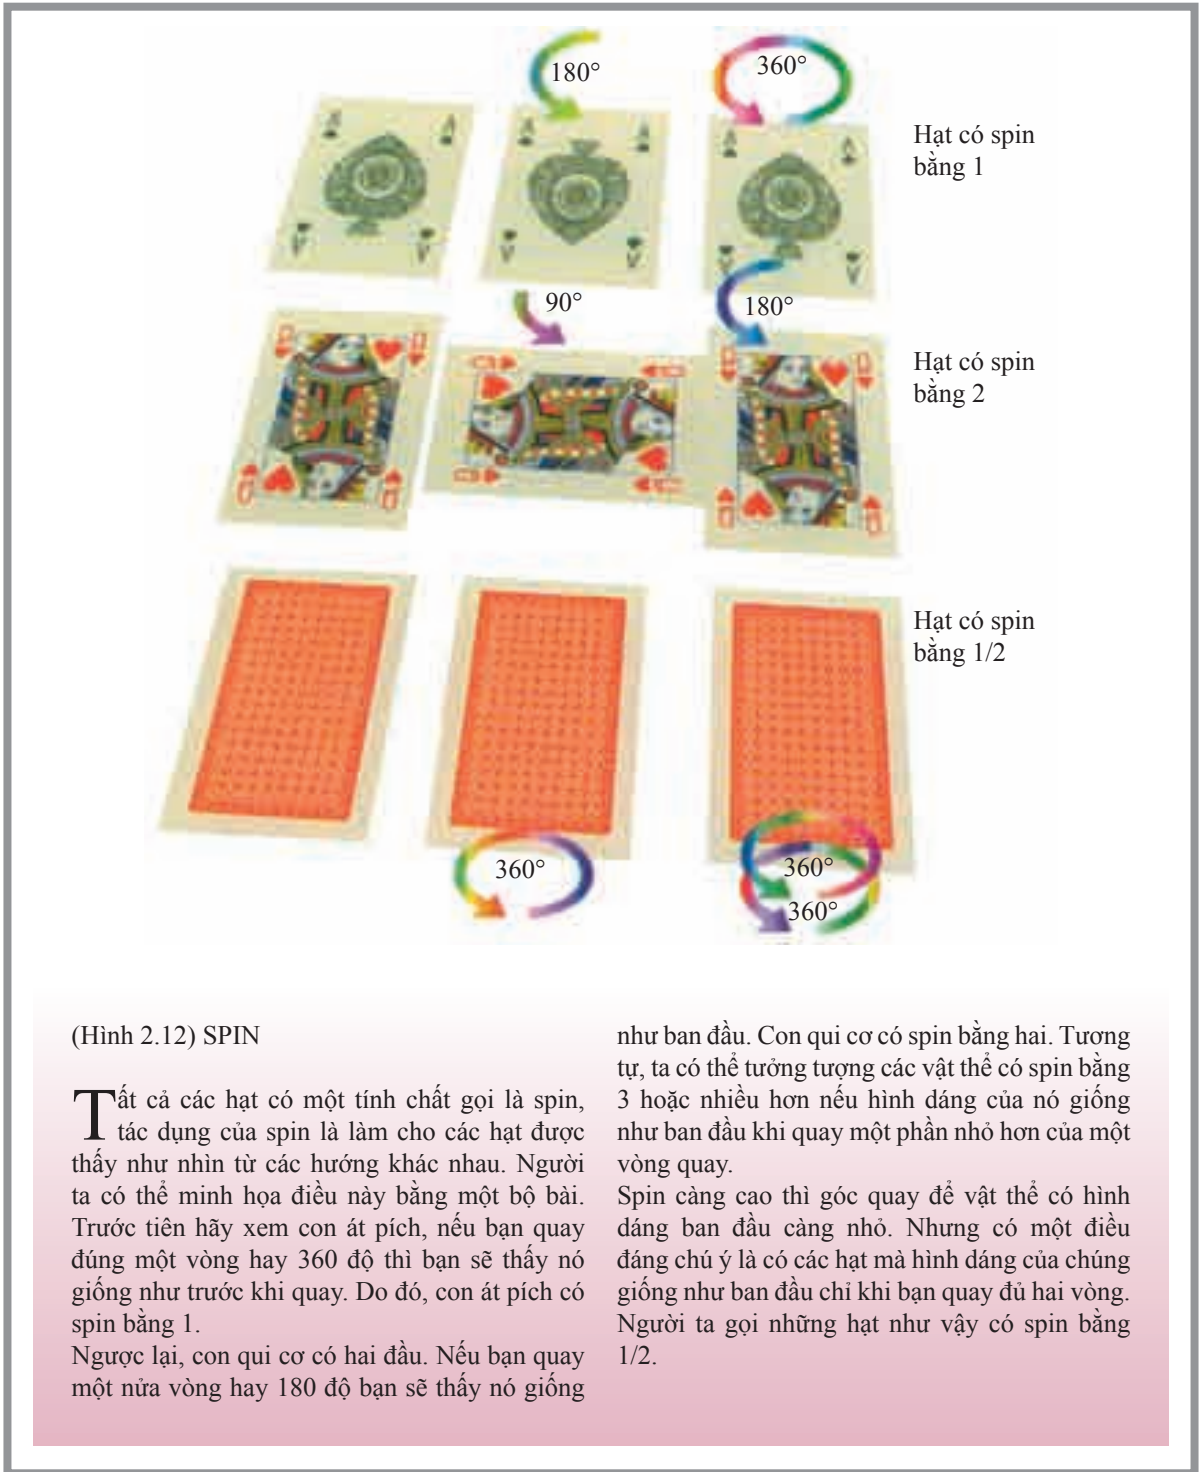 180°
360°
Hạt có spin
bằng 1
A A
A A
A A
A A
A A
A
90°
180°
Hạt có spin
bằng 2
Q Q
Q Q
Q Q
Q Q
Q Q
Q Q
Hạt có spin
bằng 1/2
360°
360°
360°
(Hình 2.12) SPIN
Tất cả các hạt có một tính chất gọi là spin,
tác dụng của spin là làm cho các hạt được
thấy như nhìn từ các hướng khác nhau. Người
ta có thể minh họa điều này bằng một bộ bài.
Trước tiên hãy xem con át pích, nếu bạn quay
đúng một vòng hay 360 độ thì bạn sẽ thấy nó
giống như trước khi quay. Do đó, con át pích có
spin bằng 1.
Ngược lại, con qui cơ có hai đầu. Nếu bạn quay
một nửa vòng hay 180 độ bạn sẽ thấy nó giống
như ban đầu. Con qui cơ có spin bằng hai. Tương
tự, ta có thể tưởng tượng các vật thể có spin bằng
3 hoặc nhiều hơn nếu hình dáng của nó giống
như ban đầu khi quay một phần nhỏ hơn của một
vòng quay.
Spin càng cao thì góc quay để vật thể có hình
dáng ban đầu càng nhỏ. Nhưng có một điều
đáng chú ý là có các hạt mà hình dáng của chúng
giống như ban đầu chỉ khi bạn quay đủ hai vòng.
Người ta gọi những hạt như vậy có spin bằng
1/2.